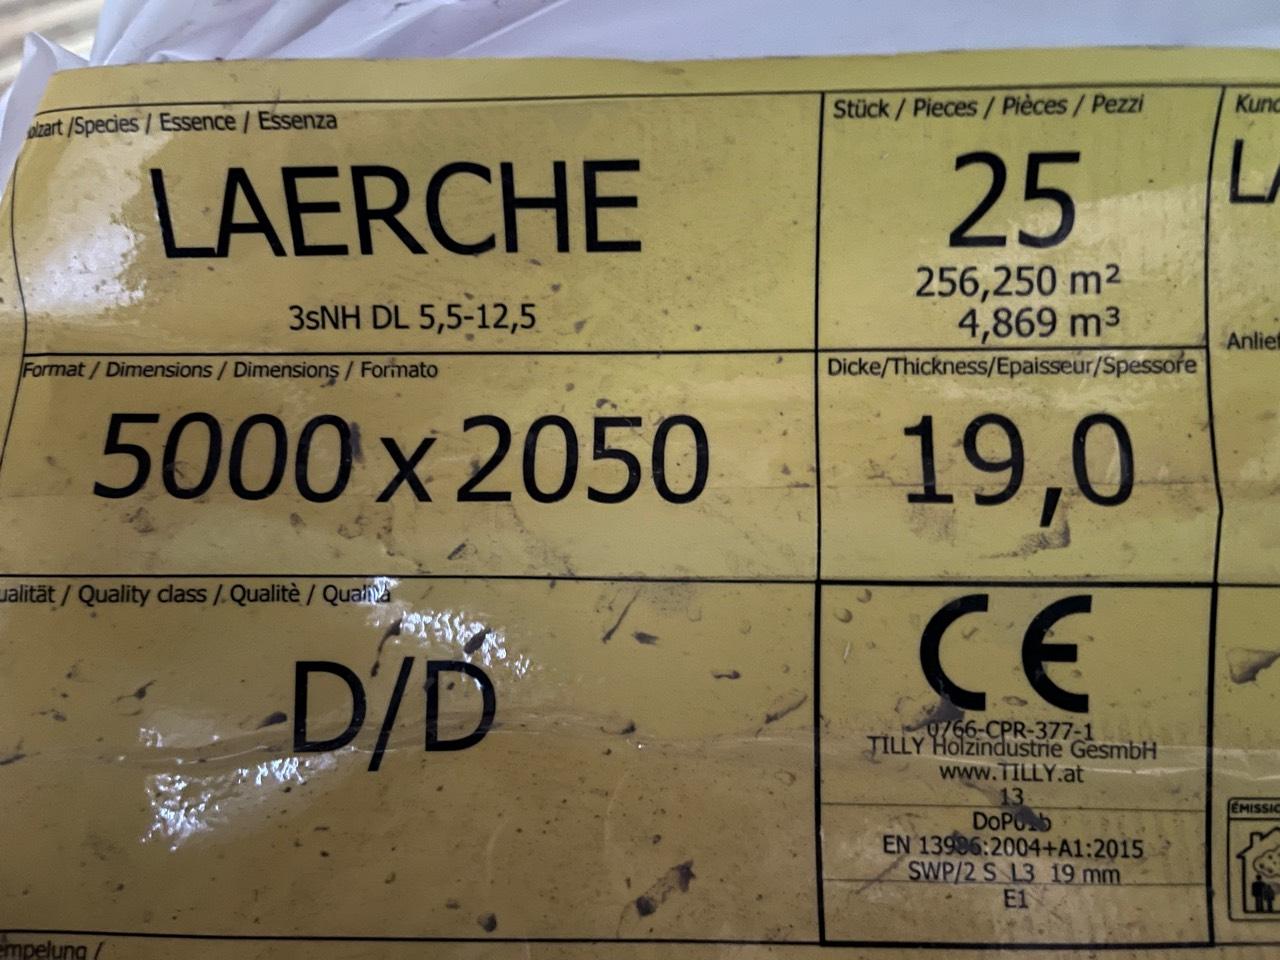 /Species / Essence / Essenza
LAERCHE
3sNH DL 5,5-12,5
Stück / Pieces / Pièces / Pezzi
25
256,250 m²
4,869 m³
Format / Dimensions / Dimensions / Formato
5000 x 2050
Dicke/Thickness/Epaisseur/Spessore
19,0
/ Quality class / Qualitè / Qualità
D/D
CE
0766-CPR-377-1
TILLY Holzindustrie GesmbH
www.TILLY.at
13
DoP01b
EN 13986:2004+A1:2015
SWP/2 S L3 19 mm
E1